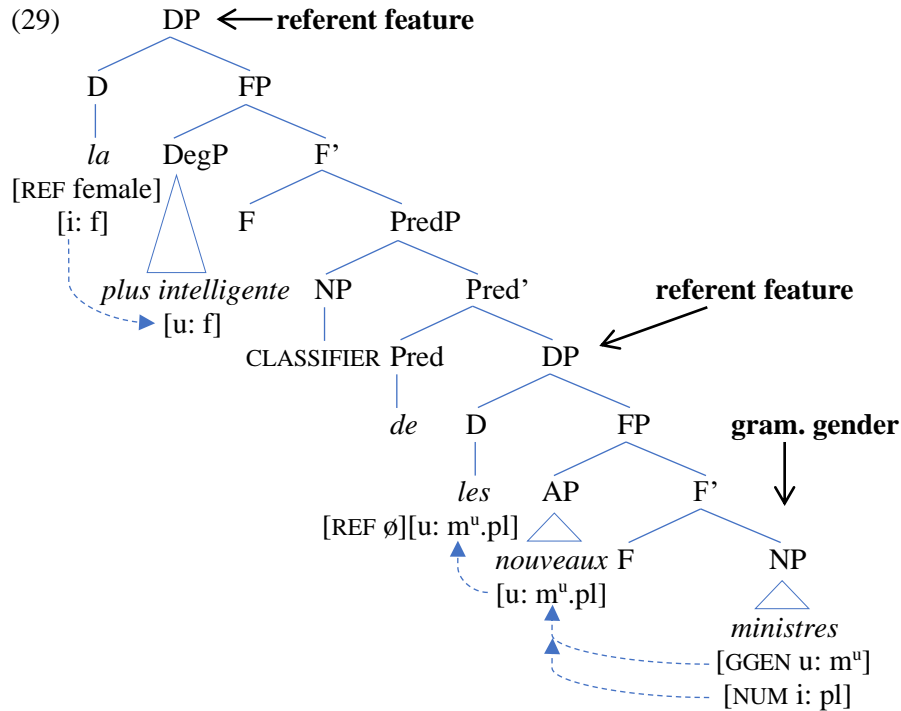 (29) DP referent feature
D FP
la DegP F’
[REF female] F PredP
[i: f]
plus intelligente NP Pred’ referent feature
[u: f]
CLASSIFIER Pred DP
de D FP gram. gender
les AP F’
[REF ø][u: mᵘ.pl]
nouveaux F NP
[u: mᵘ.pl]
ministres
[GGEN u: mᵘ]
[NUM i: pl]